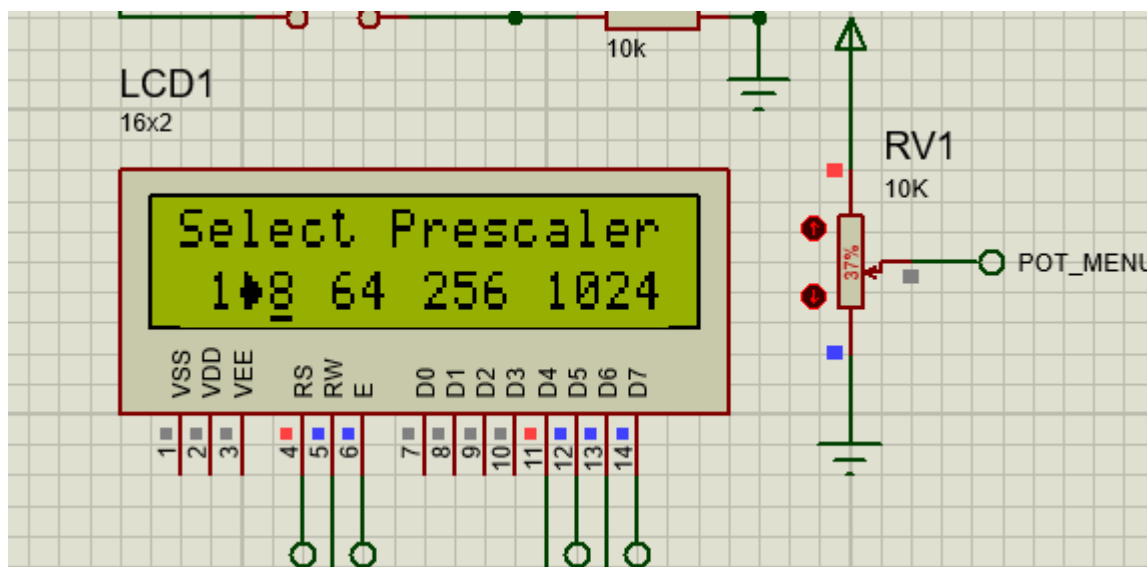 10k
LCD1
16x2
RV1
10K
Select Prescaler
1 8 64 256 1024
37%
POT_MENU
VSS VDD VEE RS RW E D0 D1 D2 D3 D4 D5 D6 D7
1 2 3 4 5 6 7 8 9 10 11 12 13 14